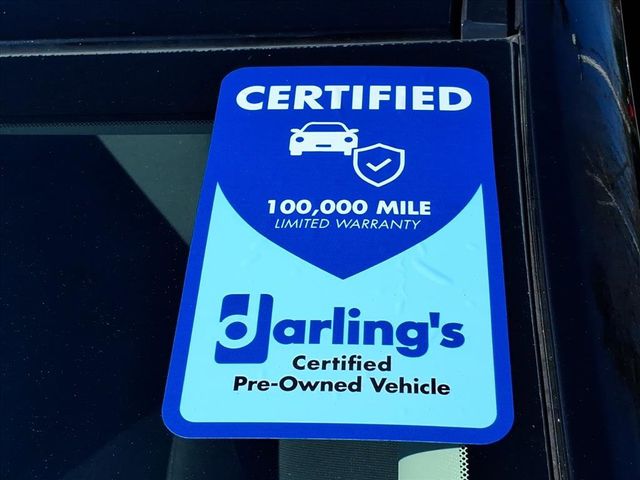 CERTIFIED
100,000 MILE
LIMITED WARRANTY
darling's
Certified
Pre-Owned Vehicle